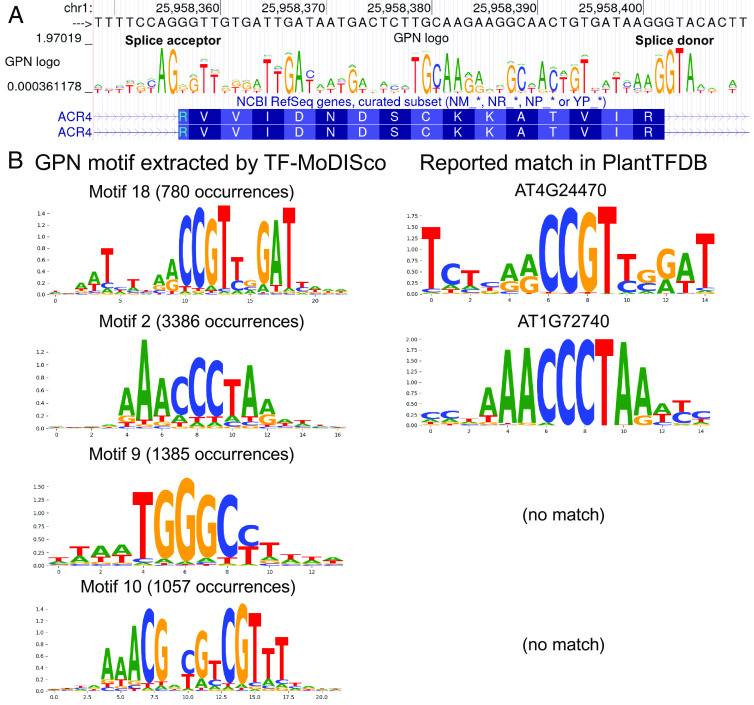 A
chr1: 25,958,360 25,958,370 25,958,380 25,958,390 25,958,400
---> TTTTCCAGGGTTGTGATTGATAATGACTCTTGCAAGAAGGCAACTGTGATAAGGGTACACTT
1.97019 _
Splice acceptor GPN logo Splice donor
GPN logo
0.000361178 _
NCBI RefSeq genes, curated subset (NM_*, NR_*, NP_* or YP_*)
ACR4 R V V I D N D S C K K A T V I R
ACR4 R V V I D N D S C K K A T V I R
B GPN motif extracted by TF-MoDISco Reported match in PlantTFDB
Motif 18 (780 occurrences) AT4G24470
Motif 2 (3386 occurrences) AT1G72740
Motif 9 (1385 occurrences)
(no match)
Motif 10 (1057 occurrences)
(no match)